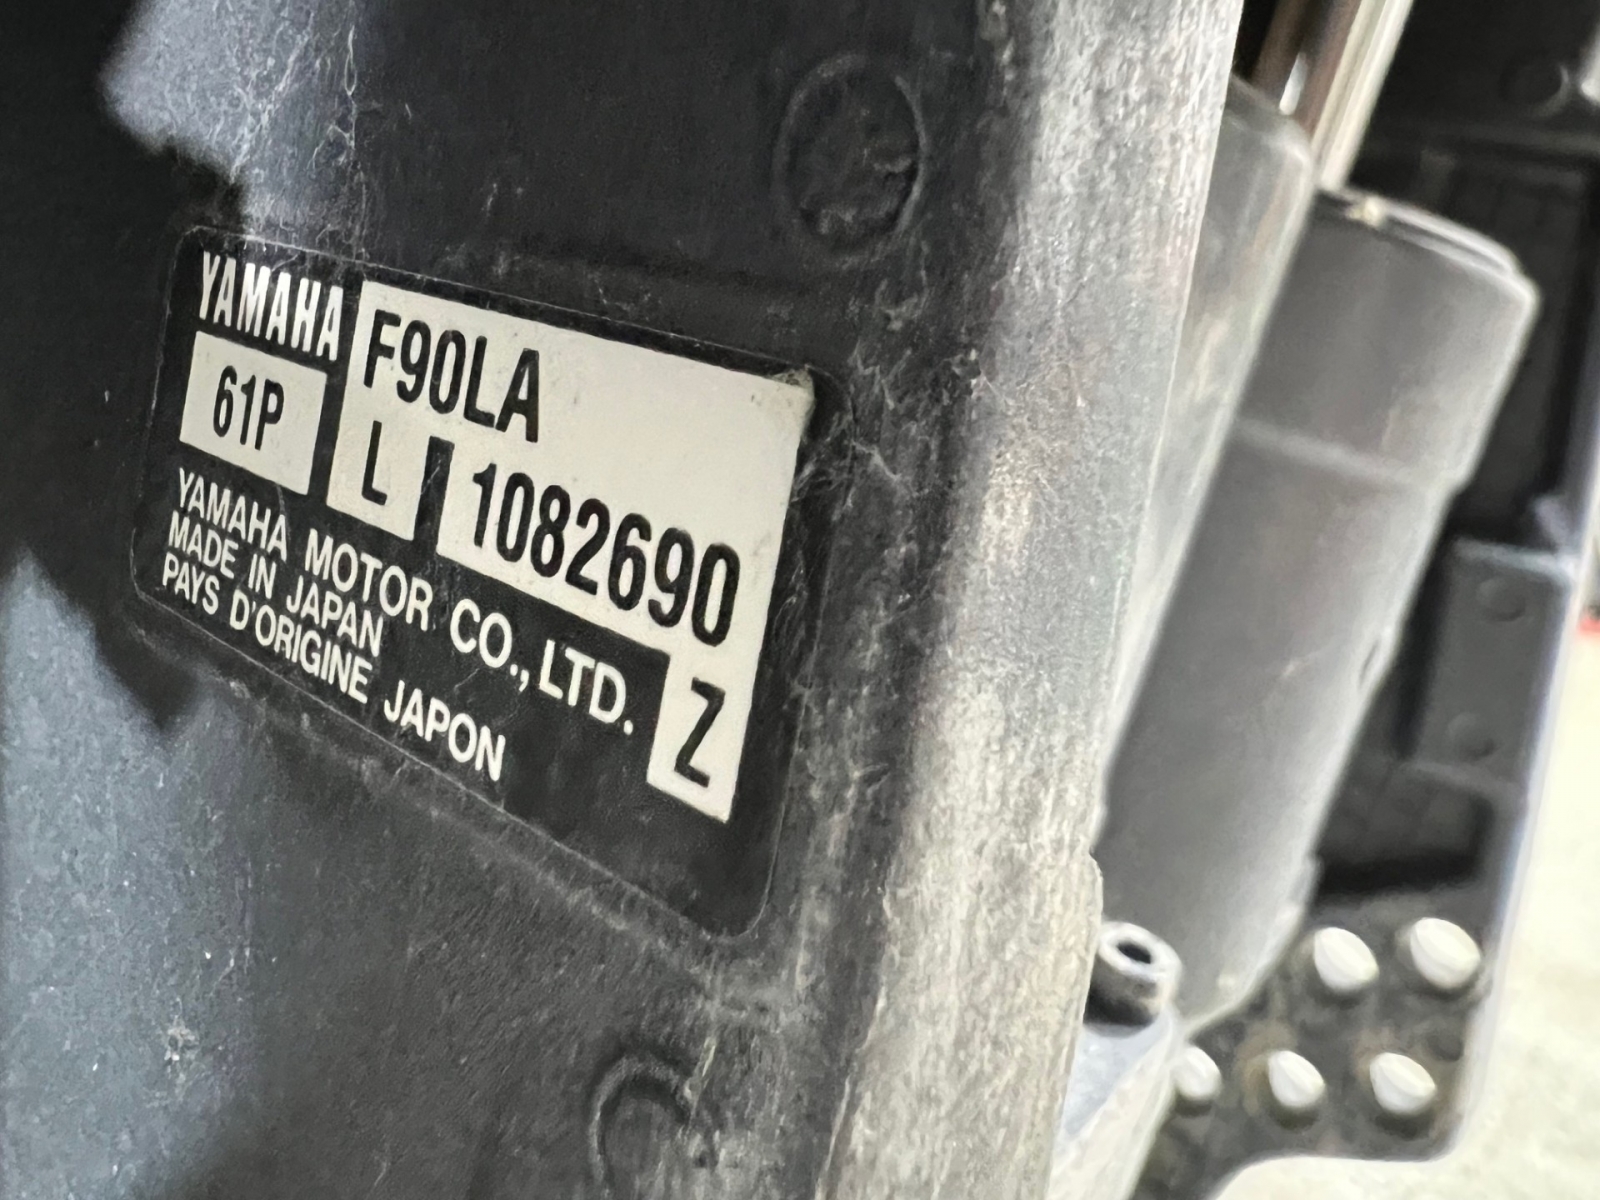 YAMAHA F90LA
61P L 1082690
YAMAHA MOTOR CO., LTD. Z
MADE IN JAPAN
PAYS D'ORIGINE JAPON